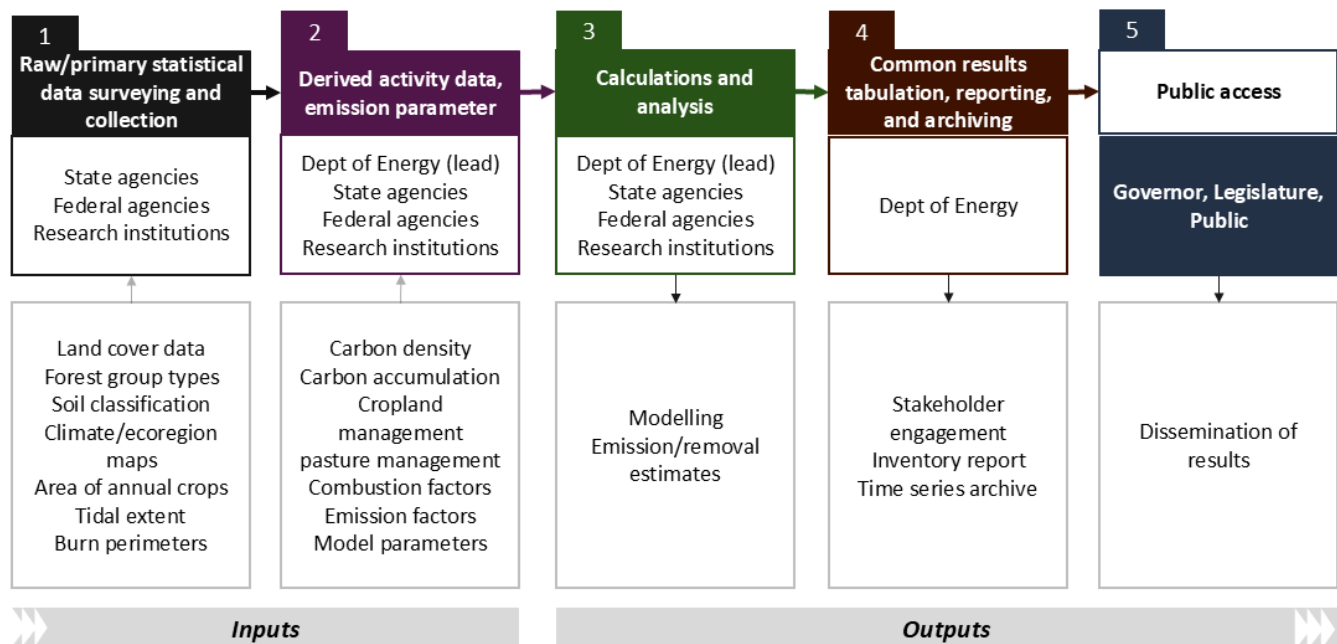 1
Raw/primary statistical
data surveying and
collection
State agencies
Federal agencies
Research institutions
Land cover data
Forest group types
Soil classification
Climate/ecoregion
maps
Area of annual crops
Tidal extent
Burn perimeters
2
Derived activity data,
emission parameter
Dept of Energy (lead)
State agencies
Federal agencies
Research institutions
Carbon density
Carbon accumulation
Cropland
management
pasture management
Combustion factors
Emission factors
Model parameters
3
Calculations and
analysis
Dept of Energy (lead)
State agencies
Federal agencies
Research institutions
Modelling
Emission/removal
estimates
4
Common results
tabulation, reporting,
and archiving
Dept of Energy
Stakeholder
engagement
Inventory report
Time series archive
5
Public access
Governor, Legislature,
Public
Dissemination of
results
Inputs
Outputs